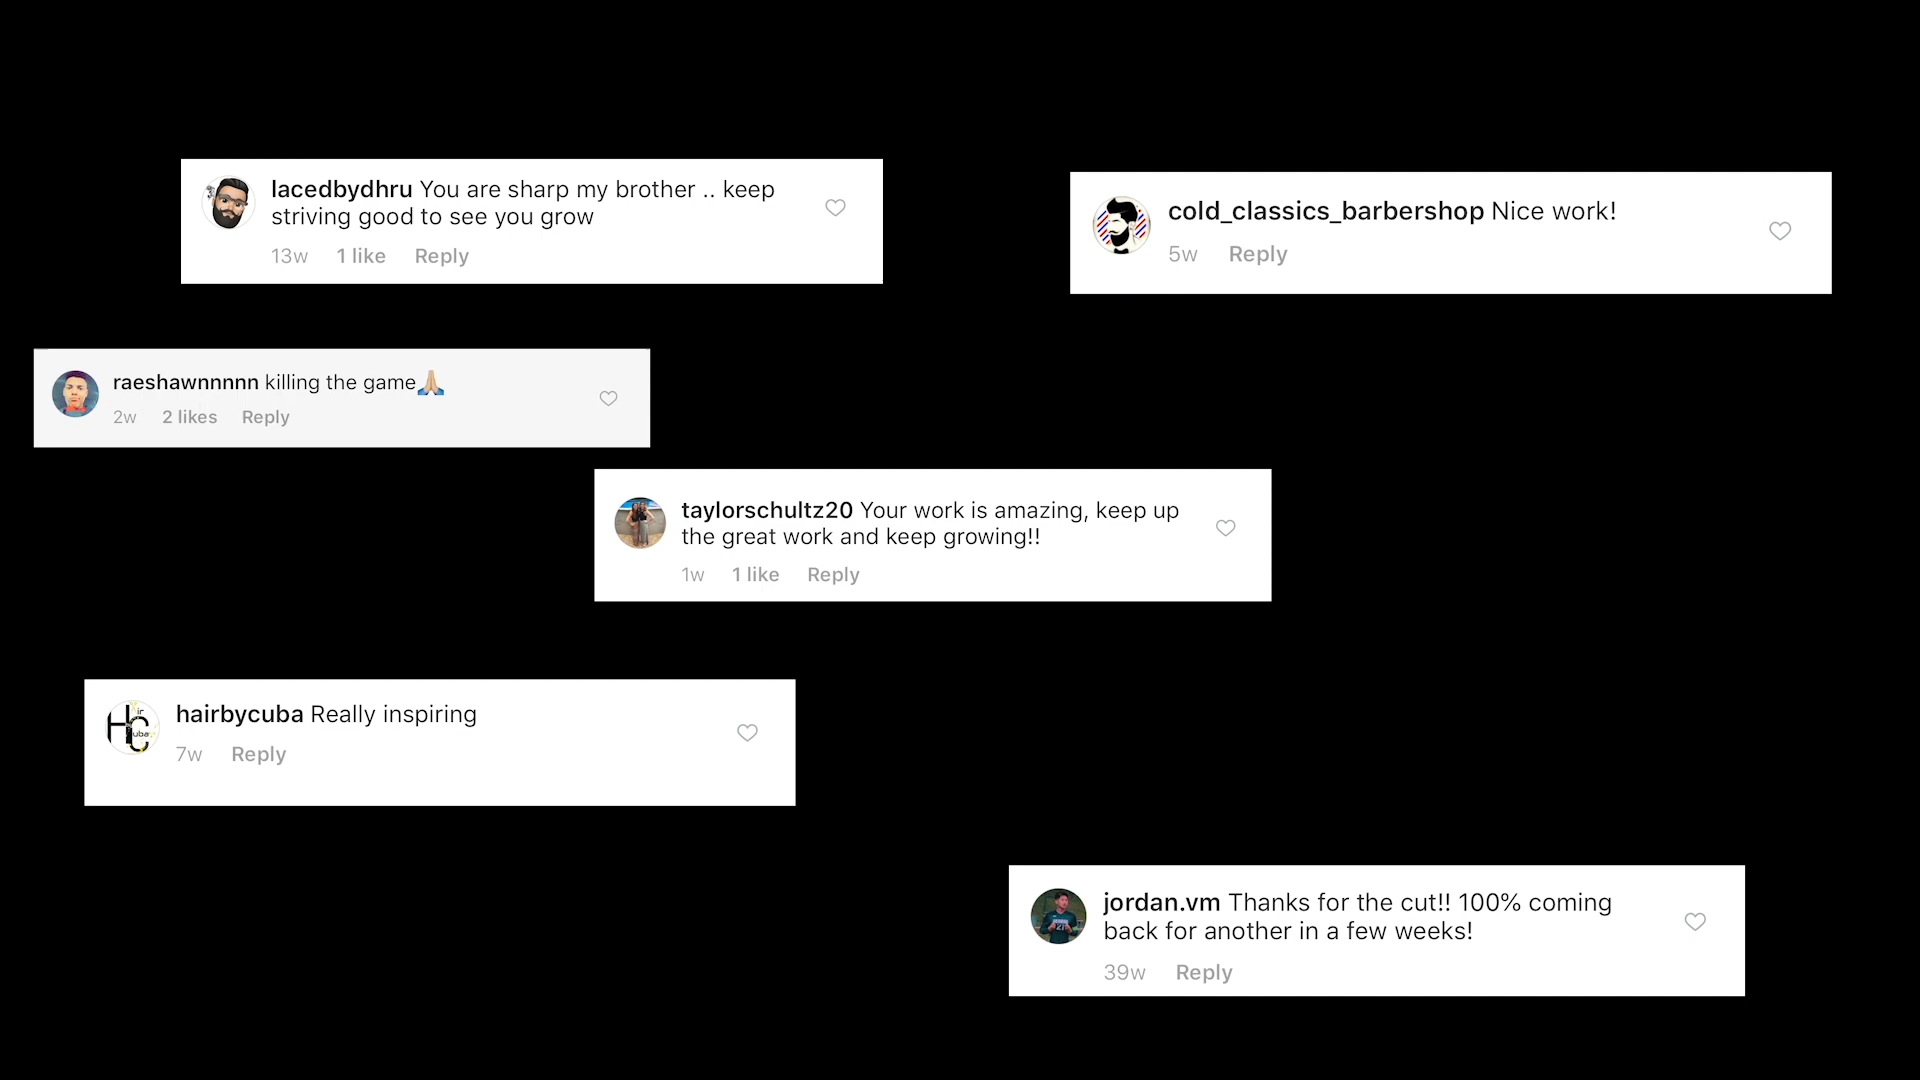 lacedbydhru You are sharp my brother .. keep
striving good to see you grow
13w 1 like Reply
cold_classics_barbershop Nice work!
5w Reply
raeshawnnnnn killing the game🙏🏼
2w 2 likes Reply
taylorschultz20 Your work is amazing, keep up
the great work and keep growing!!
1w 1 like Reply
Hair
Cuba
hairbycuba Really inspiring
7w Reply
jordan.vm Thanks for the cut!! 100% coming
back for another in a few weeks!
39w Reply